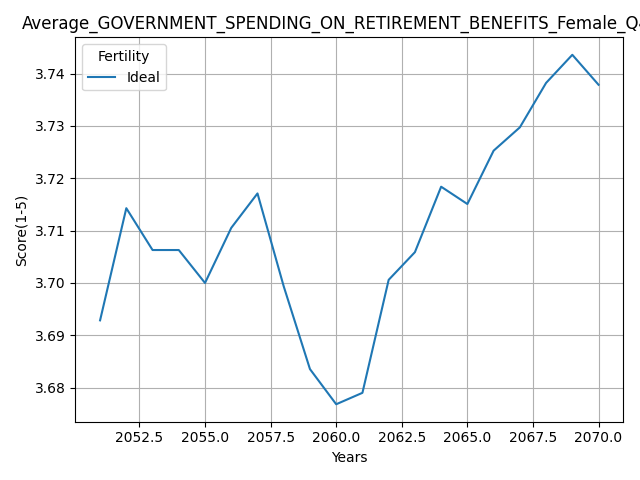 Average_GOVERNMENT_SPENDING_ON_RETIREMENT_BENEFITS_Female_Q4
Fertility
Ideal
3.74
3.73
3.72
3.71
3.70
3.69
3.68
Score(1-5)
2052.5 2055.0 2057.5 2060.0 2062.5 2065.0 2067.5 2070.0
Years